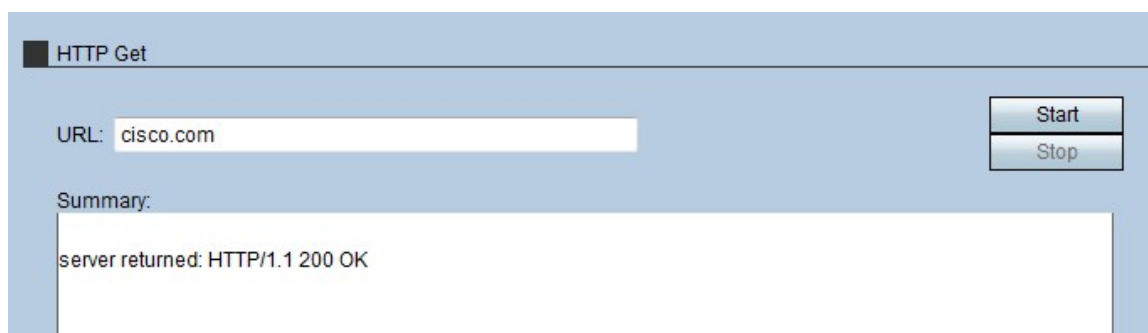 HTTP Get
URL: cisco.com
Start
Stop
Summary:
server returned: HTTP/1.1 200 OK